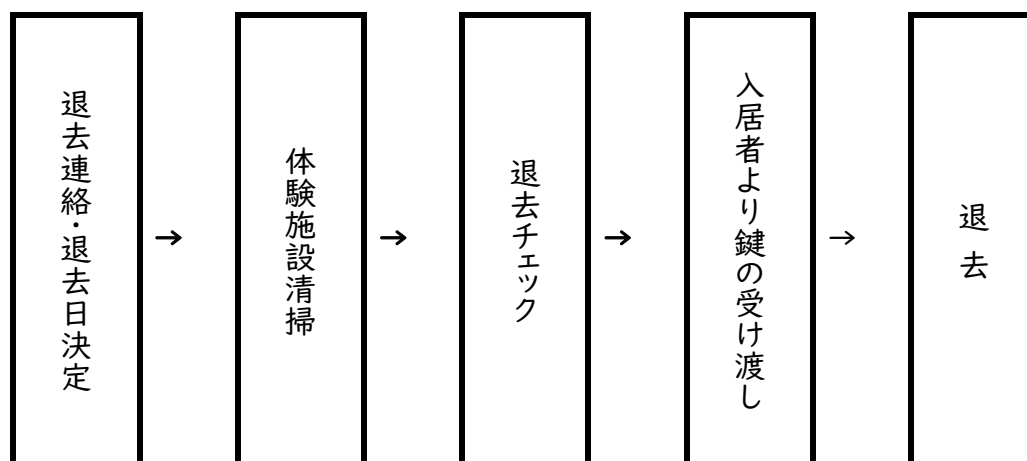 退去連絡・退去日決定
→
体験施設清掃
→
退去チェック
→
入居者より鍵の受け渡し
→
退去